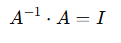 A⁻¹ · A = I